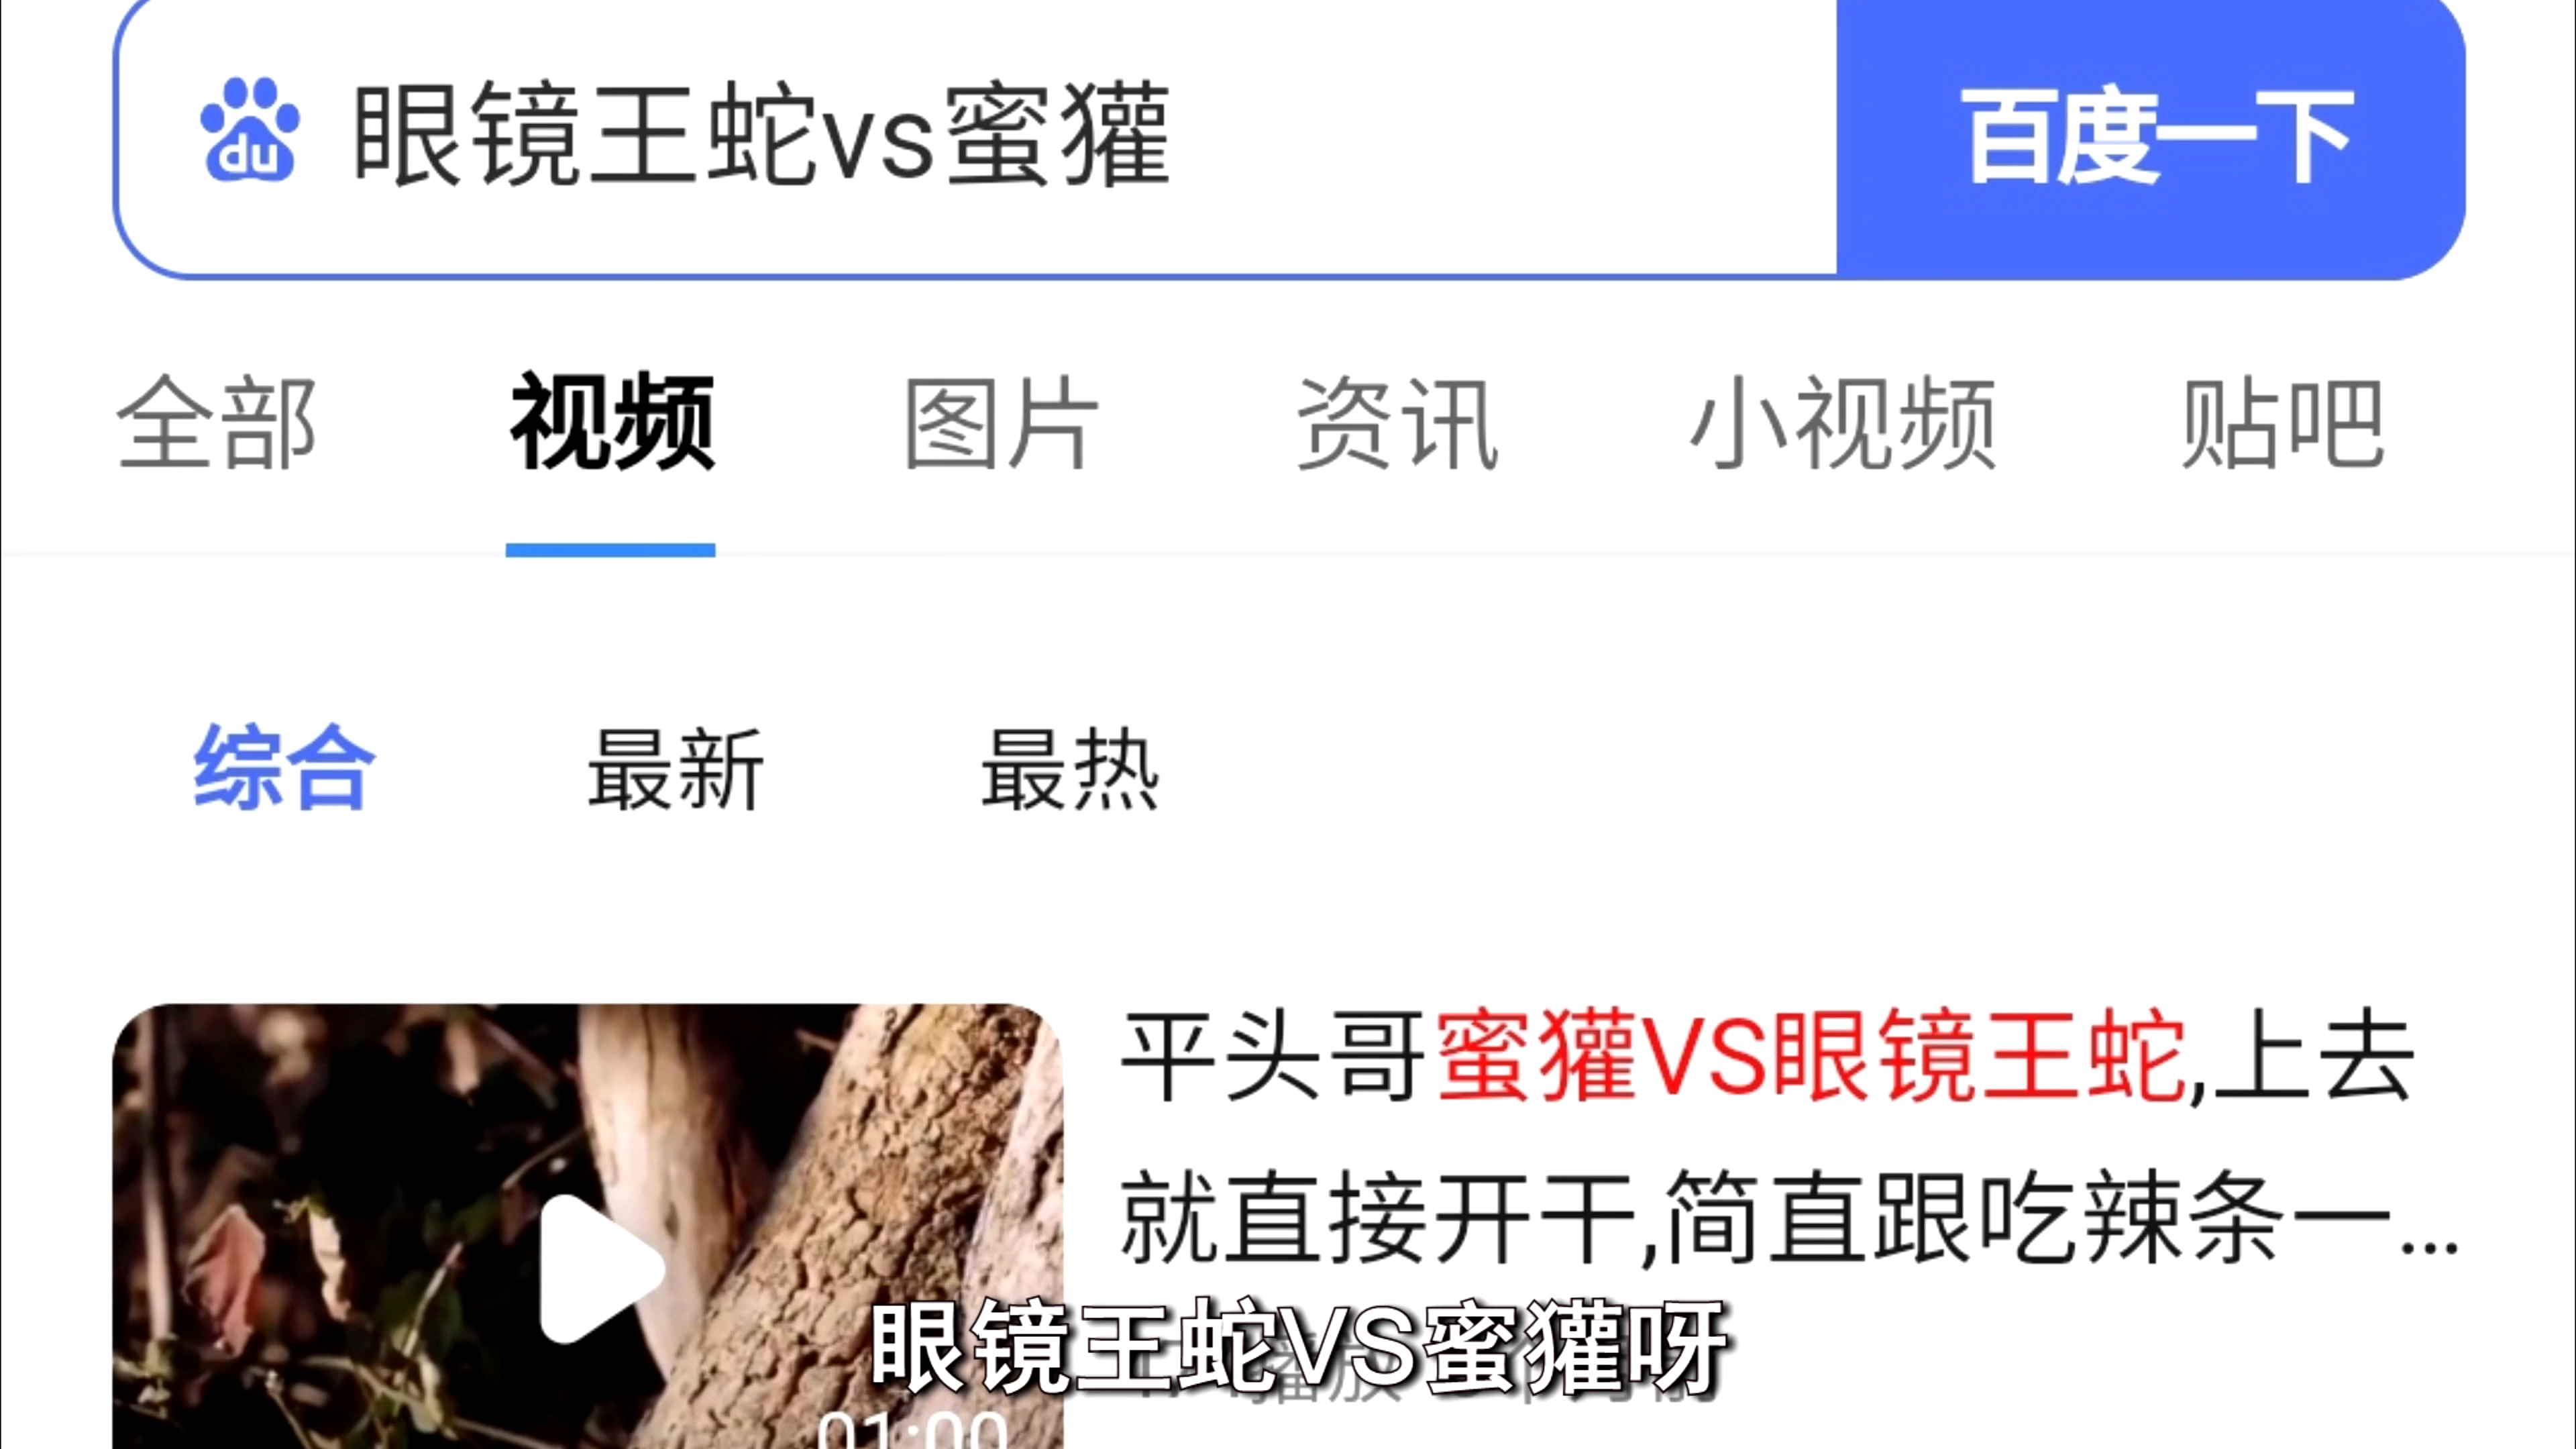 du 眼镜王蛇vs蜜獾 百度一下
全部 视频 图片 资讯 小视频 贴吧
综合 最新 最热
平头哥蜜獾VS眼镜王蛇,上去
就直接开干,简直跟吃辣条一...
眼镜王蛇VS蜜獾呀
01:00